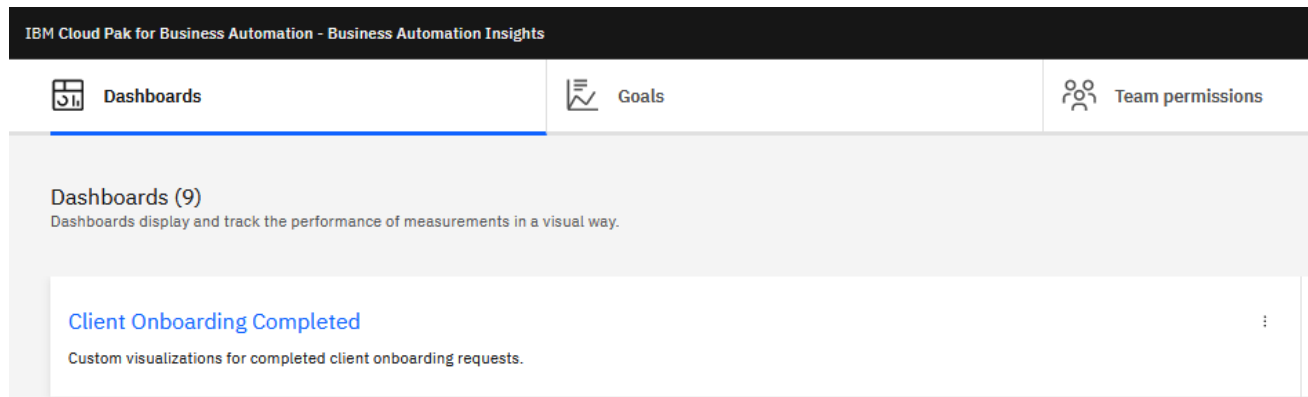 IBM Cloud Pak for Business Automation - Business Automation Insights
Dashboards
Goals
Team permissions
Dashboards (9)
Dashboards display and track the performance of measurements in a visual way.
Client Onboarding Completed
Custom visualizations for completed client onboarding requests.